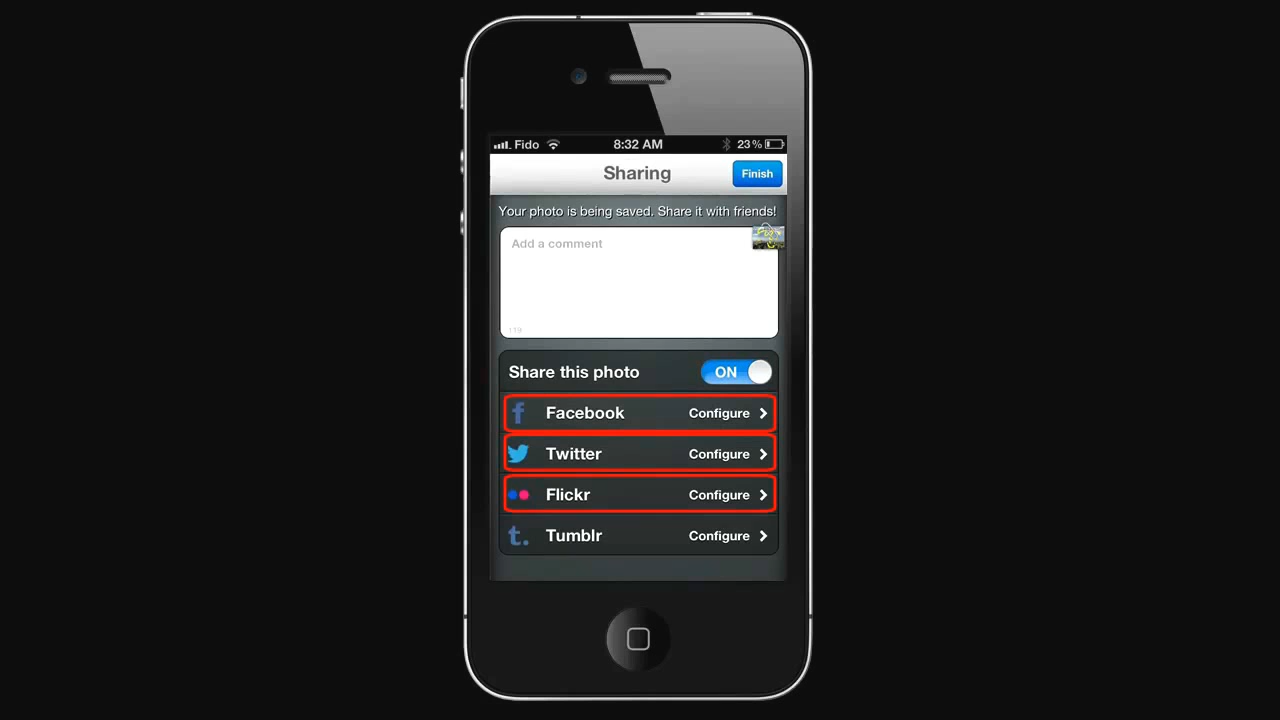 Fido 8:32 AM 23%
Sharing Finish
Your photo is being saved. Share it with friends!
Add a comment
119
Share this photo ON
Facebook Configure
Twitter Configure
Flickr Configure
Tumblr Configure